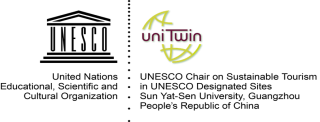 UNESCO
uniTwin
United Nations
Educational, Scientific and
Cultural Organization
UNESCO Chair on Sustainable Tourism
in UNESCO Designated Sites
Sun Yat-Sen University, Guangzhou
People's Republic of China